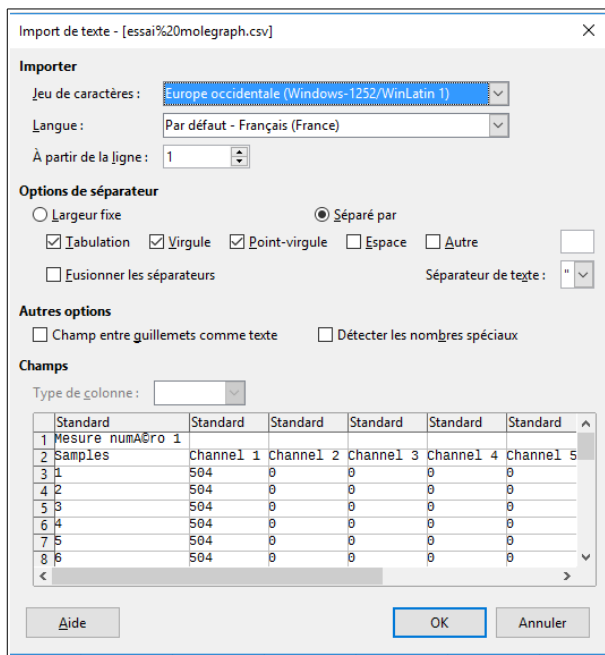 Import de texte - [essai%20molegraph.csv]
Importer
Jeu de caractères : Europe occidentale (Windows-1252/WinLatin 1)
Langue : Par défaut - Français (France)
À partir de la ligne : 1
Options de séparateur
Largeur fixe Séparé par
Tabulation Virgule Point-virgule Espace Autre
Fusionner les séparateurs Séparateur de texte : "
Autres options
Champ entre guillemets comme texte Détecter les nombres spéciaux
Champs
Type de colonne :
Standard Standard Standard Standard Standard Standard
1 Mesure numÃ©ro 1
2 Samples Channel 1 Channel 2 Channel 3 Channel 4 Channel 5
3 1 504 0 0 0 0
4 2 504 0 0 0 0
5 3 504 0 0 0 0
6 4 504 0 0 0 0
7 5 504 0 0 0 0
8 6 504 0 0 0 0
Aide OK Annuler